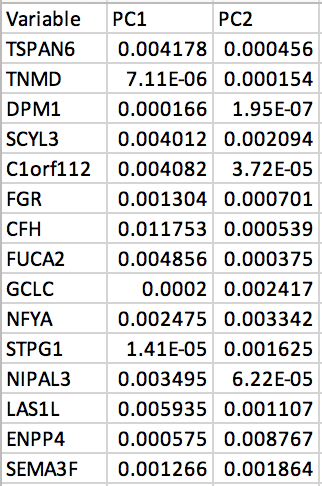 Variable PC1 PC2
TSPAN6 0.004178 0.000456
TNMD 7.11E-06 0.000154
DPM1 0.000166 1.95E-07
SCYL3 0.004012 0.002094
C1orf112 0.004082 3.72E-05
FGR 0.001304 0.000701
CFH 0.011753 0.000539
FUCA2 0.004856 0.000375
GCLC 0.0002 0.002417
NFYA 0.002475 0.003342
STPG1 1.41E-05 0.001625
NIPAL3 0.003495 6.22E-05
LAS1L 0.005935 0.001107
ENPP4 0.000575 0.008767
SEMA3F 0.001266 0.001864